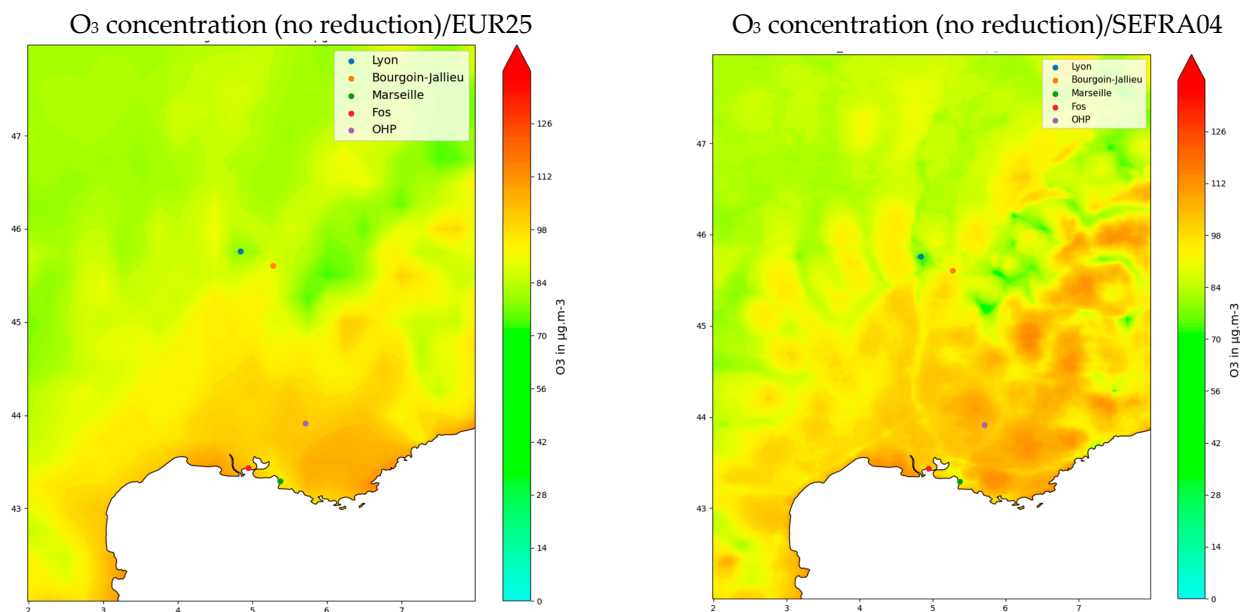 O₃ concentration (no reduction)/EUR25
Lyon
Bourgoin-Jallieu
Marseille
Fos
OHP
47
46
45
44
43
2 3 4 5 6 7
126
112
98
84
70
56
42
28
14
0
O3 in µg.m-3
O₃ concentration (no reduction)/SEFRA04
Lyon
Bourgoin-Jallieu
Marseille
Fos
OHP
47
46
45
44
43
2 3 4 5 6 7
126
112
98
84
70
56
42
28
14
0
O3 in µg.m-3